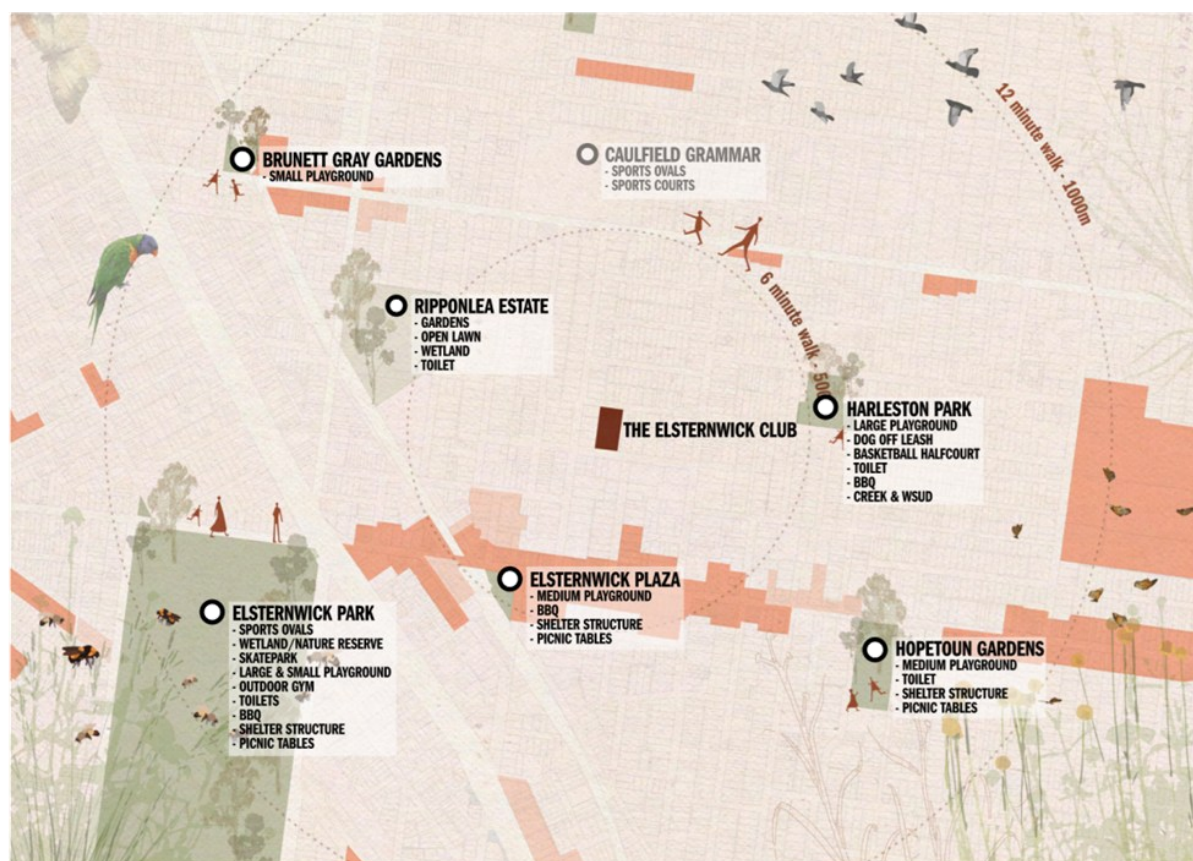 12 minute walk - 1000m
BRUNETT GRAY GARDENS
- SMALL PLAYGROUND
CAULFIELD GRAMMAR
- SPORTS OVALS
- SPORTS COURTS
6 minute walk - 500
RIPPONLEA ESTATE
- GARDENS
- OPEN LAWN
- WETLAND
- TOILET
THE ELSTERNWICK CLUB
HARLESTON PARK
- LARGE PLAYGROUND
- DOG OFF LEASH
- BASKETBALL HALFCOURT
- TOILET
- BBQ
- CREEK & WSUD
ELSTERNWICK PLAZA
- MEDIUM PLAYGROUND
- BBQ
- SHELTER STRUCTURE
- PICNIC TABLES
ELSTERNWICK PARK
- SPORTS OVALS
- WETLAND/NATURE RESERVE
- SKATEPARK
- LARGE & SMALL PLAYGROUND
- OUTDOOR GYM
- TOILETS
- BBQ
- SHELTER STRUCTURE
- PICNIC TABLES
HOPETOUN GARDENS
- MEDIUM PLAYGROUND
- TOILET
- SHELTER STRUCTURE
- PICNIC TABLES